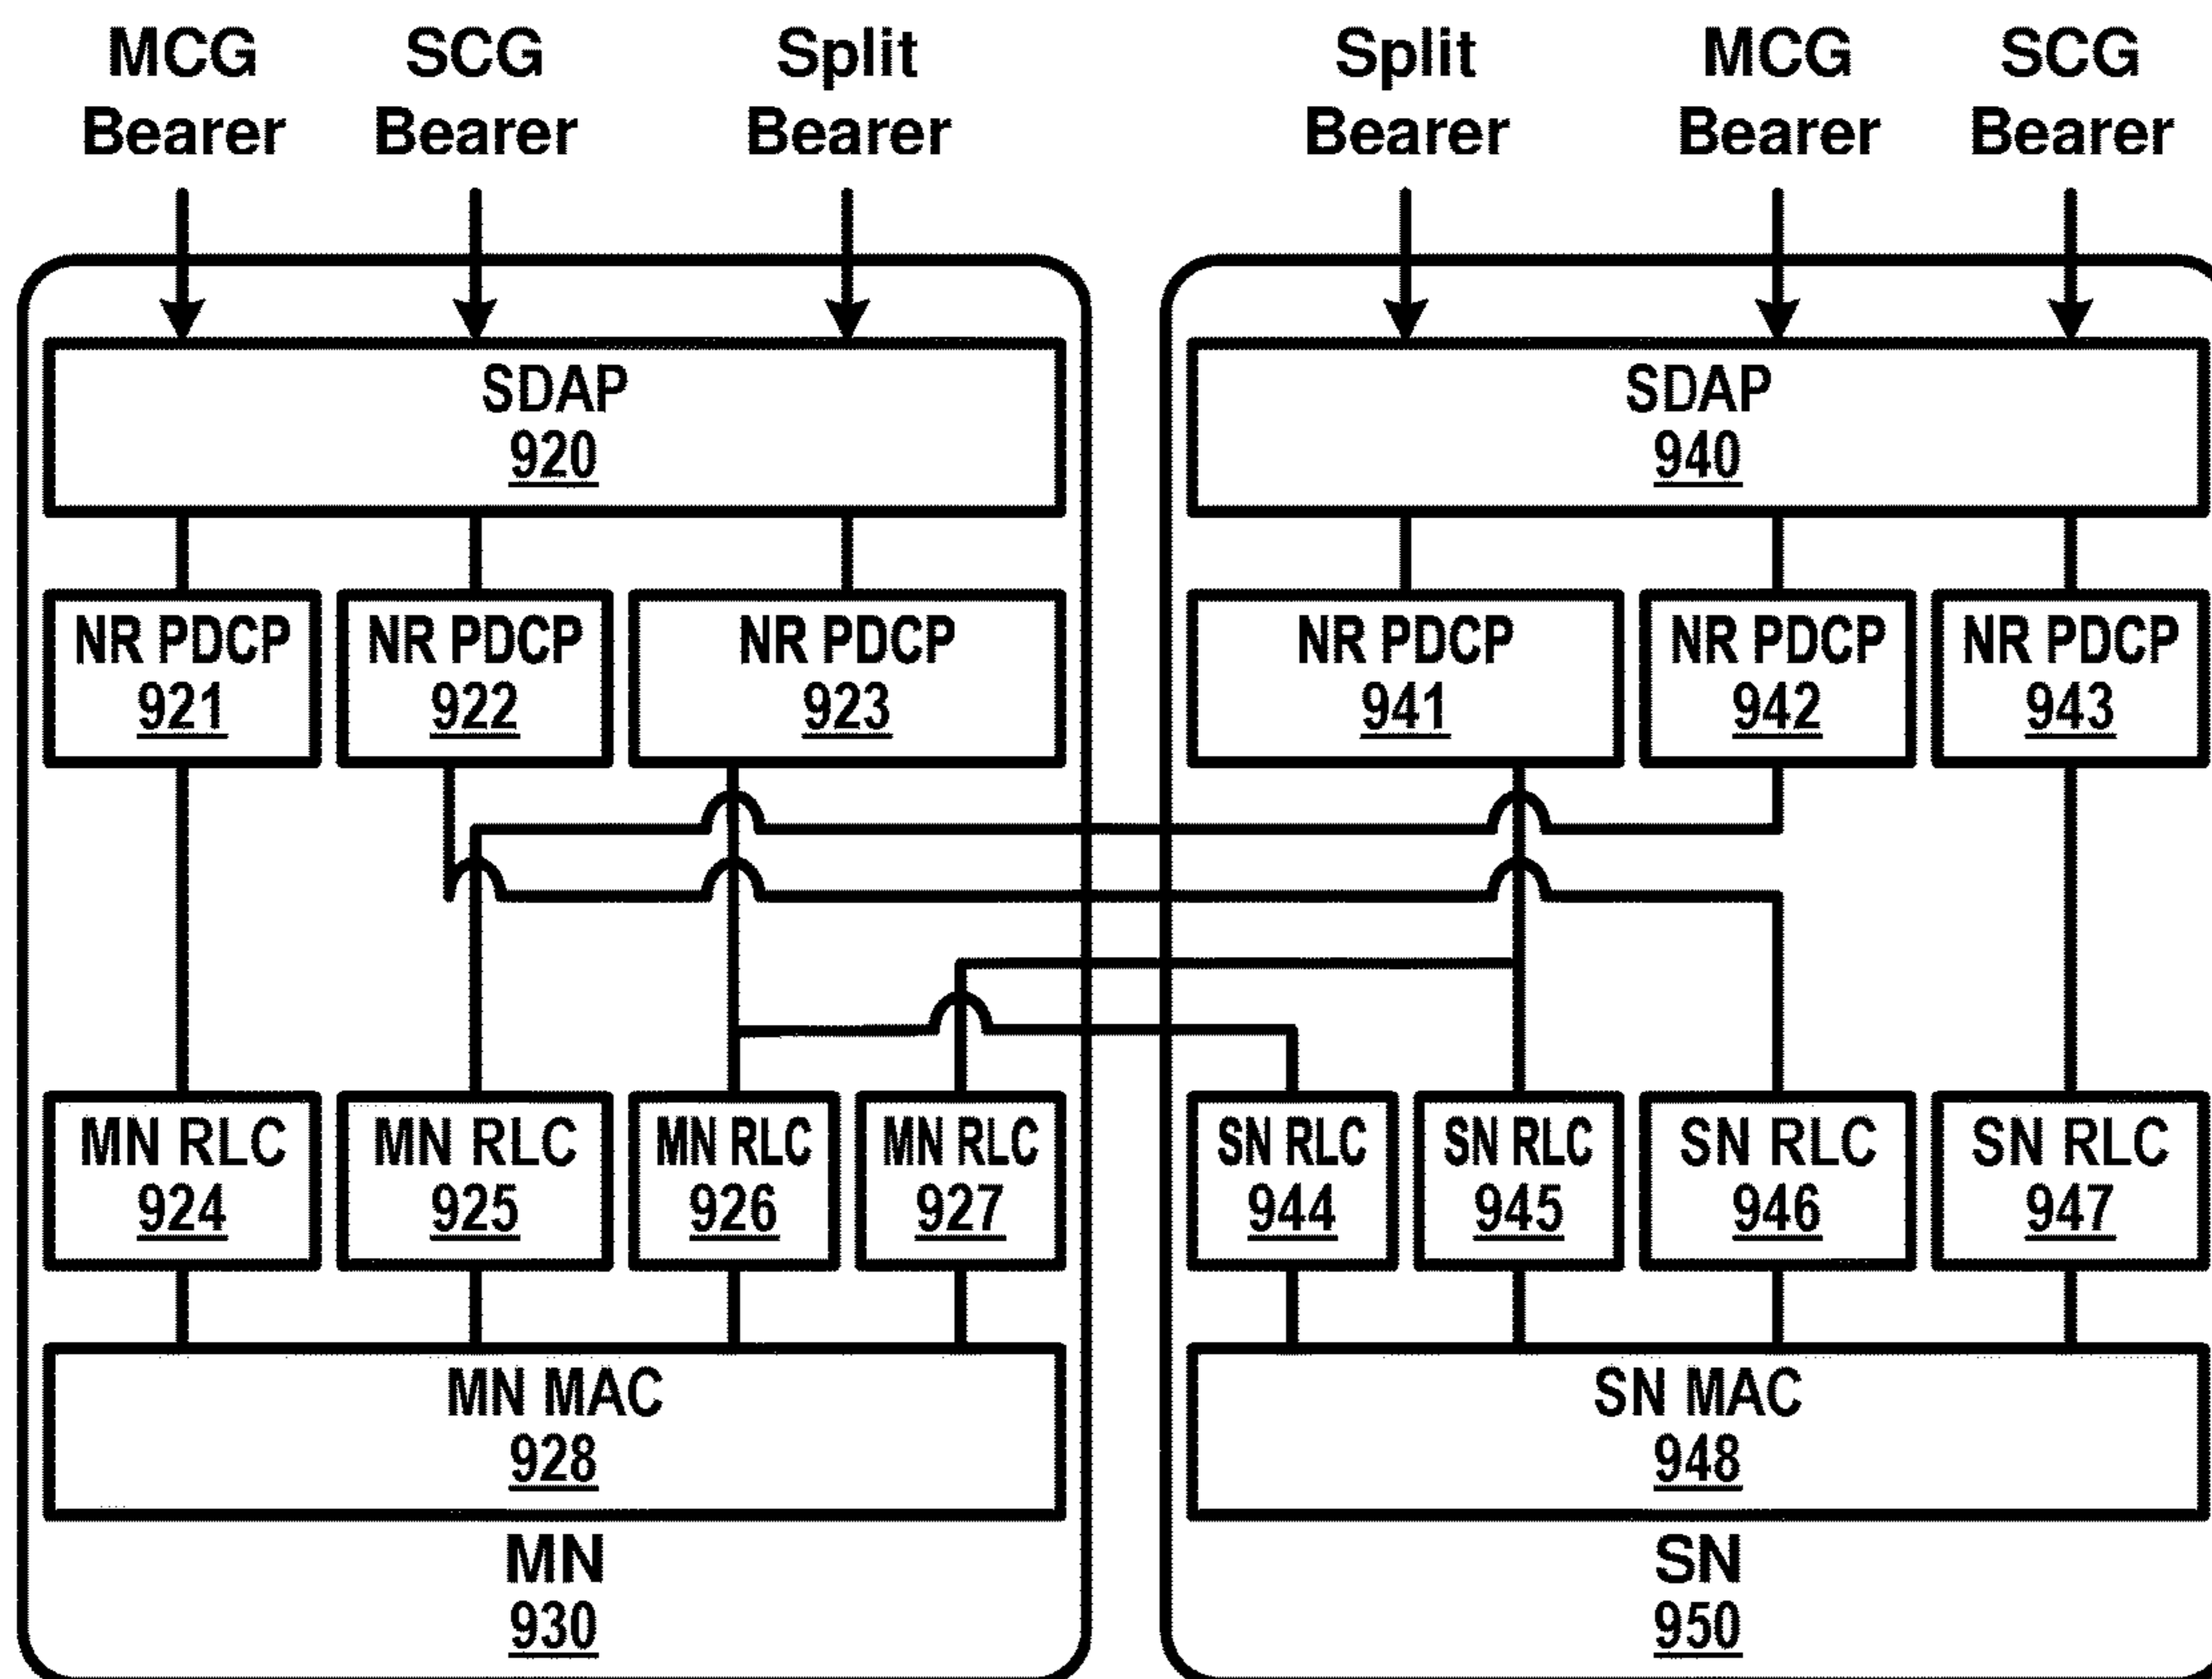 MCG
Bearer
SCG
Bearer
Split
Bearer
Split
Bearer
MCG
Bearer
SCG
Bearer
SDAP
920
SDAP
940
NR PDCP
921
NR PDCP
922
NR PDCP
923
NR PDCP
941
NR PDCP
942
NR PDCP
943
MN RLC
924
MN RLC
925
MN RLC
926
MN RLC
927
SN RLC
944
SN RLC
945
SN RLC
946
SN RLC
947
MN MAC
928
SN MAC
948
MN
930
SN
950